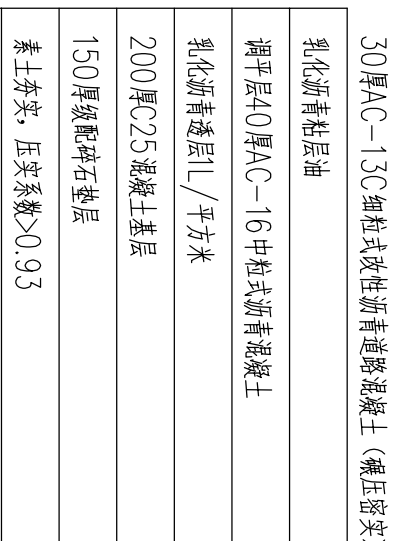 30厚AC-13C细粒式改性沥青道路混凝土（碾压密实
乳化沥青粘层油
调平层40厚AC-16中粒式沥青混凝土
乳化沥青透层1L/平方米
200厚C25混凝土基层
150厚级配碎石垫层
素土夯实，压实系数>0.93